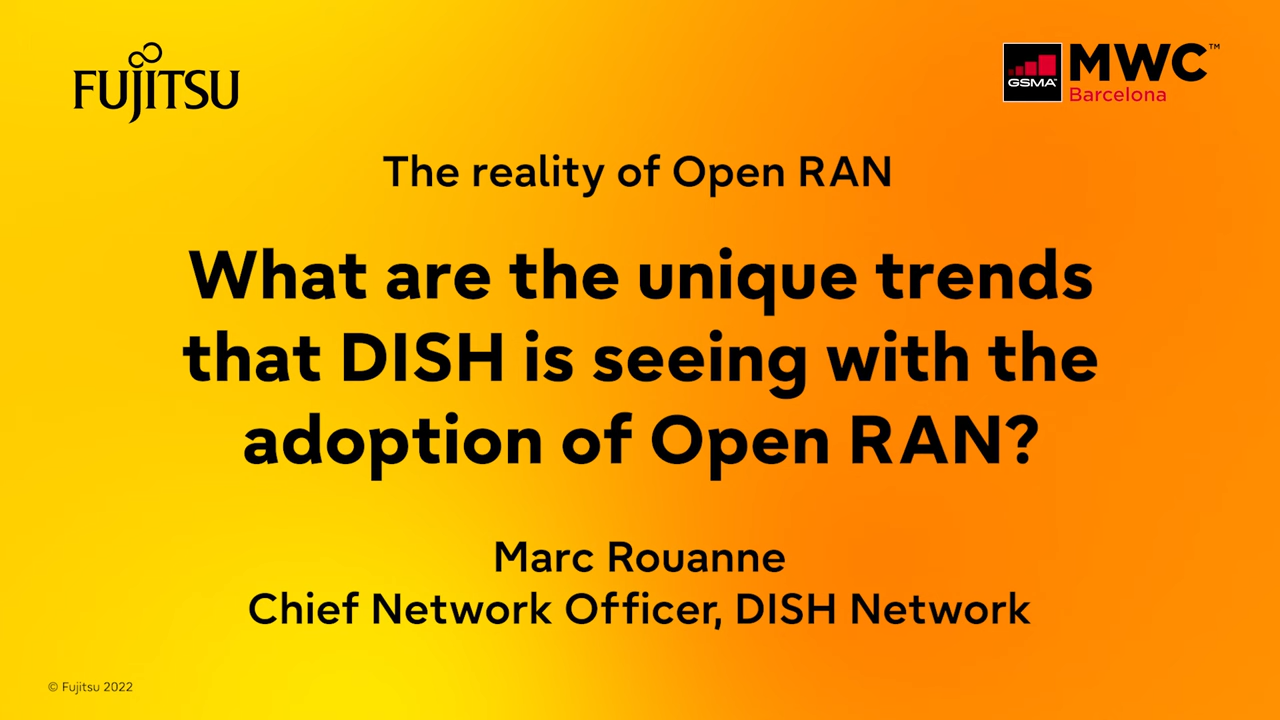 FUJITSU
GSMA™
MWC™
Barcelona
The reality of Open RAN
What are the unique trends
that DISH is seeing with the
adoption of Open RAN?
Marc Rouanne
Chief Network Officer, DISH Network
© Fujitsu 2022